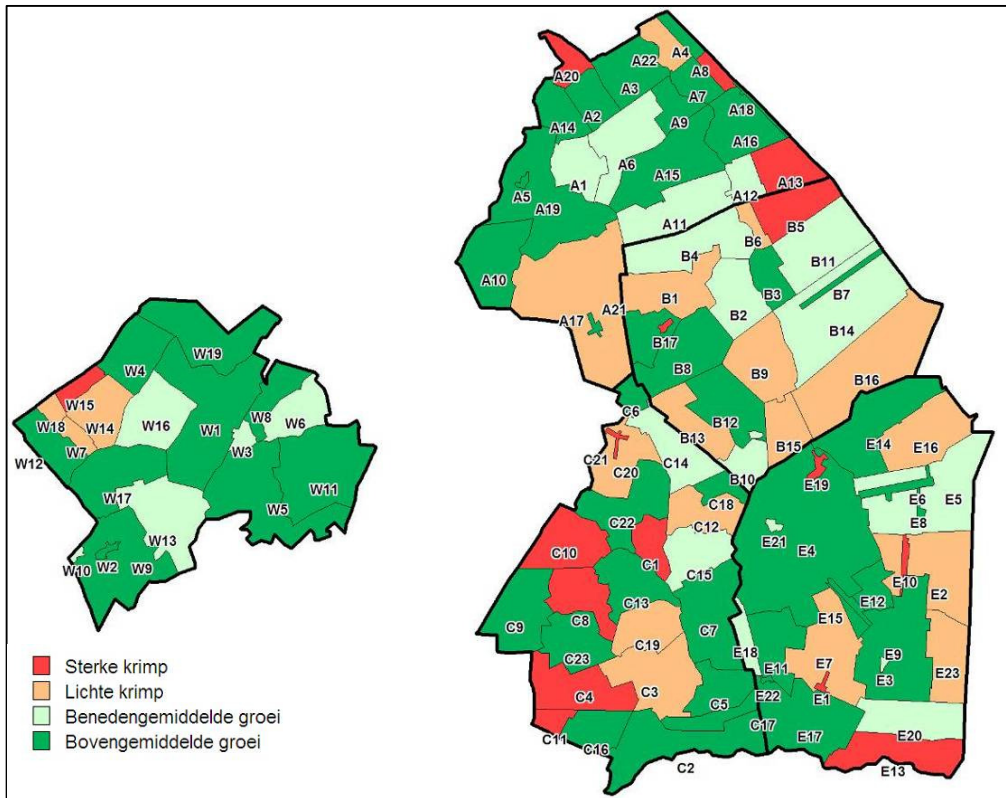 A4
A22
A20
A8
A3
A7
A18
A2
A9
A14
A16
A6
A15
A1
A13
A5
A12
A19
A11
B5
B6
B4
B11
A10
B3
B7
B1
A21
A17
B2
B14
B17
B8
B9
B16
C6
B12
B13
B15
E14
E16
C21
C20
C14
B10
E19
C18
E6
E5
C22
C12
E8
E21
E4
C10
C1
C15
E10
E2
C13
E12
C9
C8
C7
E15
C19
E18
E9
C23
E11
E7
E3
E23
C4
C3
C5
E22
E1
C11
C16
C17
E17
E20
C2
E13
W19
W4
W15
W18
W14
W16
W1
W8
W6
W3
W7
W12
W17
W11
W5
W13
W10
W2
W9
Sterke krimp
Lichte krimp
Benedengemiddelde groei
Bovengemiddelde groei